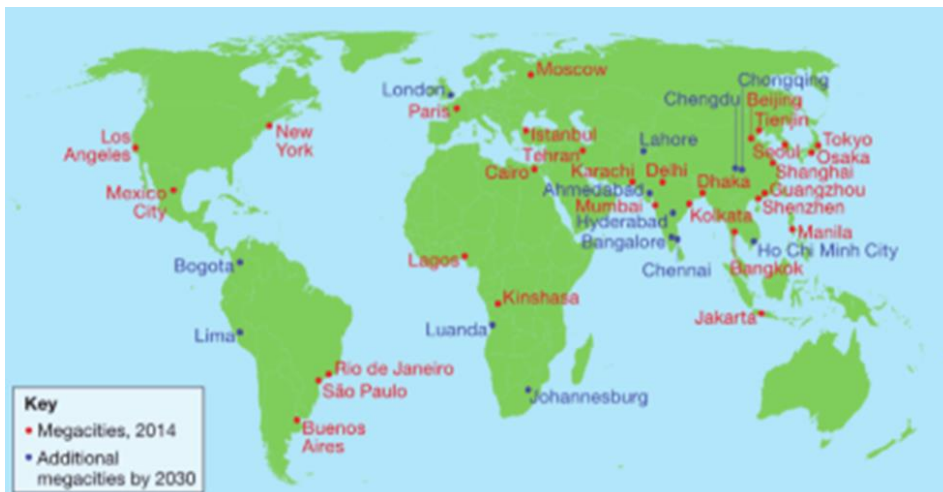 Moscow
London
Paris
Chongqing
Chengdu
Beijing
Tienjin
New
York
Los
Angeles
Istanbul
Tehran
Lahore
Tokyo
Seoul
Osaka
Cairo
Karachi
Delhi
Shanghai
Mexico
City
Ahmedabad
Dhaka
Guangzhou
Mumbai
Kolkata
Shenzhen
Hyderabad
Manila
Bangalore
Ho Chi Minh City
Lagos
Bogota
Chennai
Bangkok
Kinshasa
Jakarta
Luanda
Lima
Rio de Janeiro
São Paulo
Johannesburg
Buenos
Aires
Key
Megacities, 2014
Additional
megacities by 2030